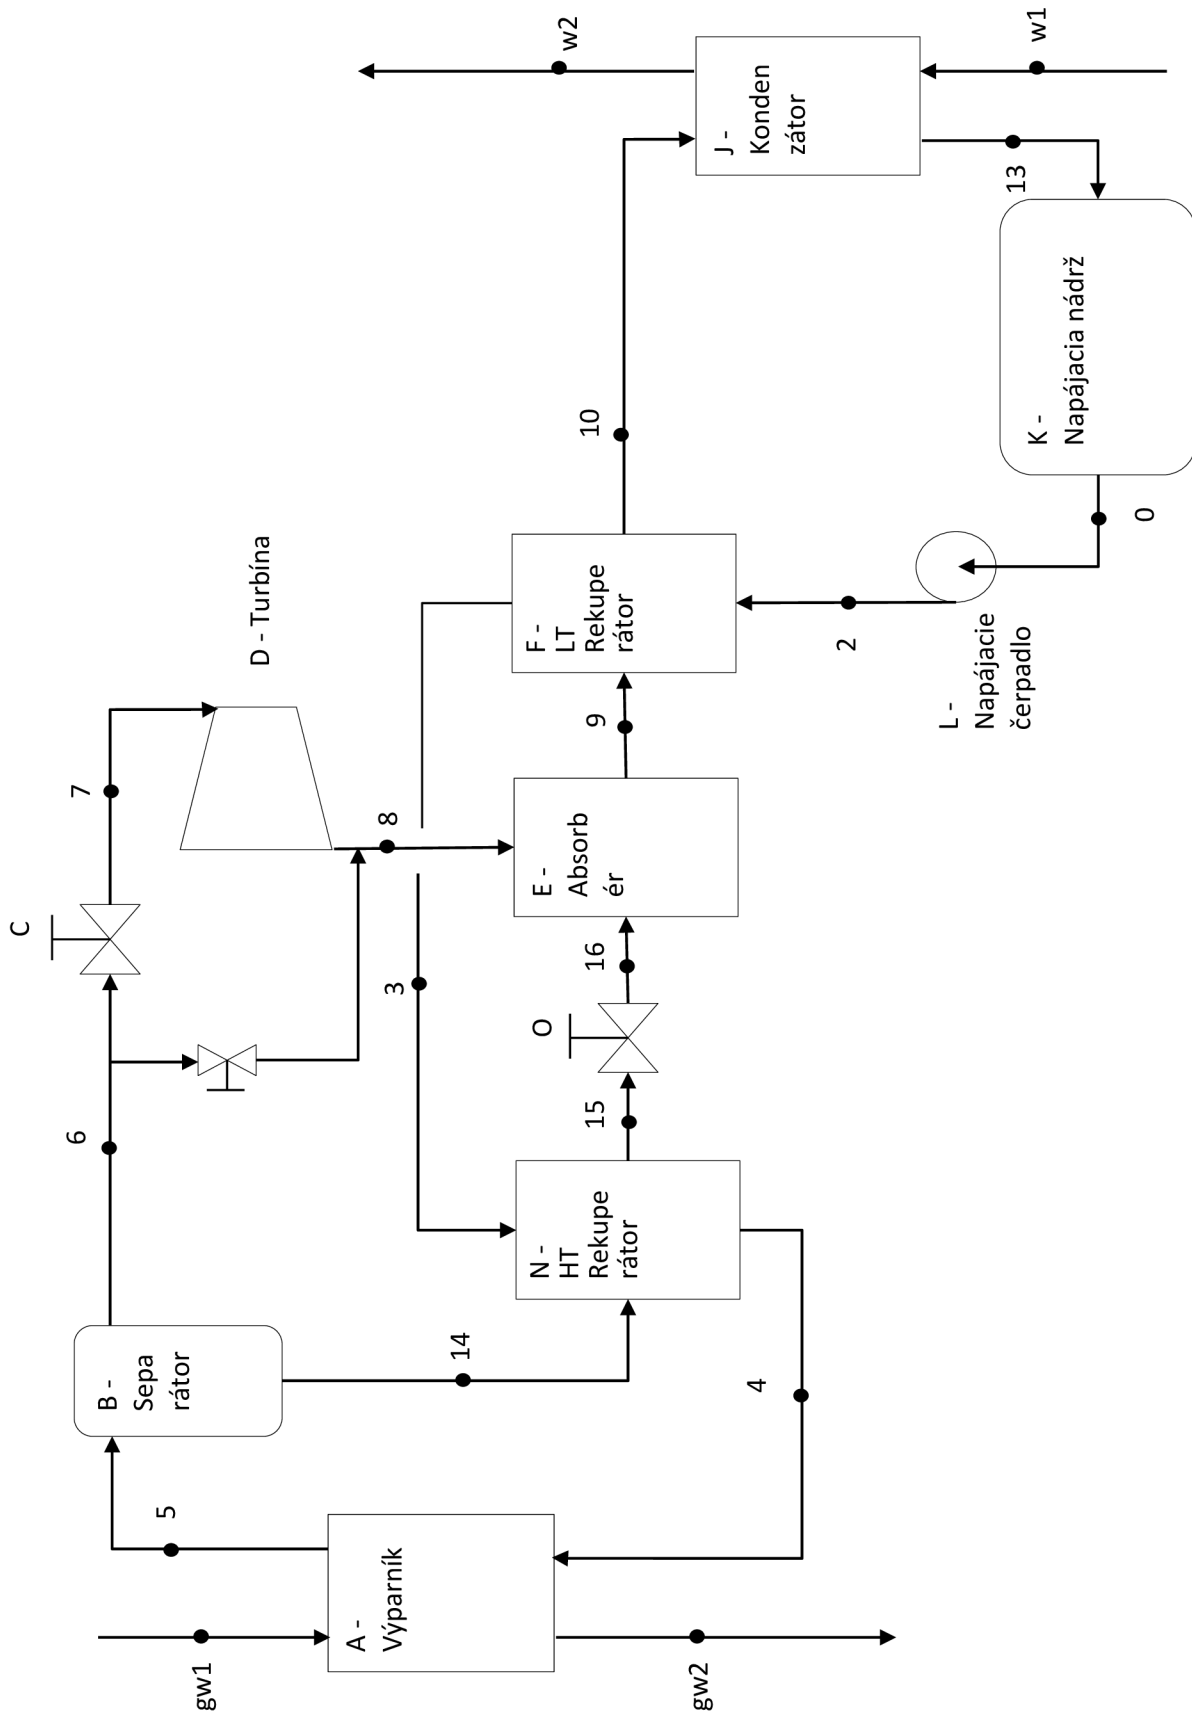 gw1
gw2
A -
Výparník
5
B -
Sepa
rátor
6
14
4
C
7
D - Turbína
3
8
N -
HT
Rekupe
rátor
15
O
16
E -
Absorb
ér
9
F -
LT
Rekupe
rátor
10
2
L -
Napájacie
čerpadlo
0
K -
Napájacia nádrž
13
J -
Konden
zátor
w2
w1